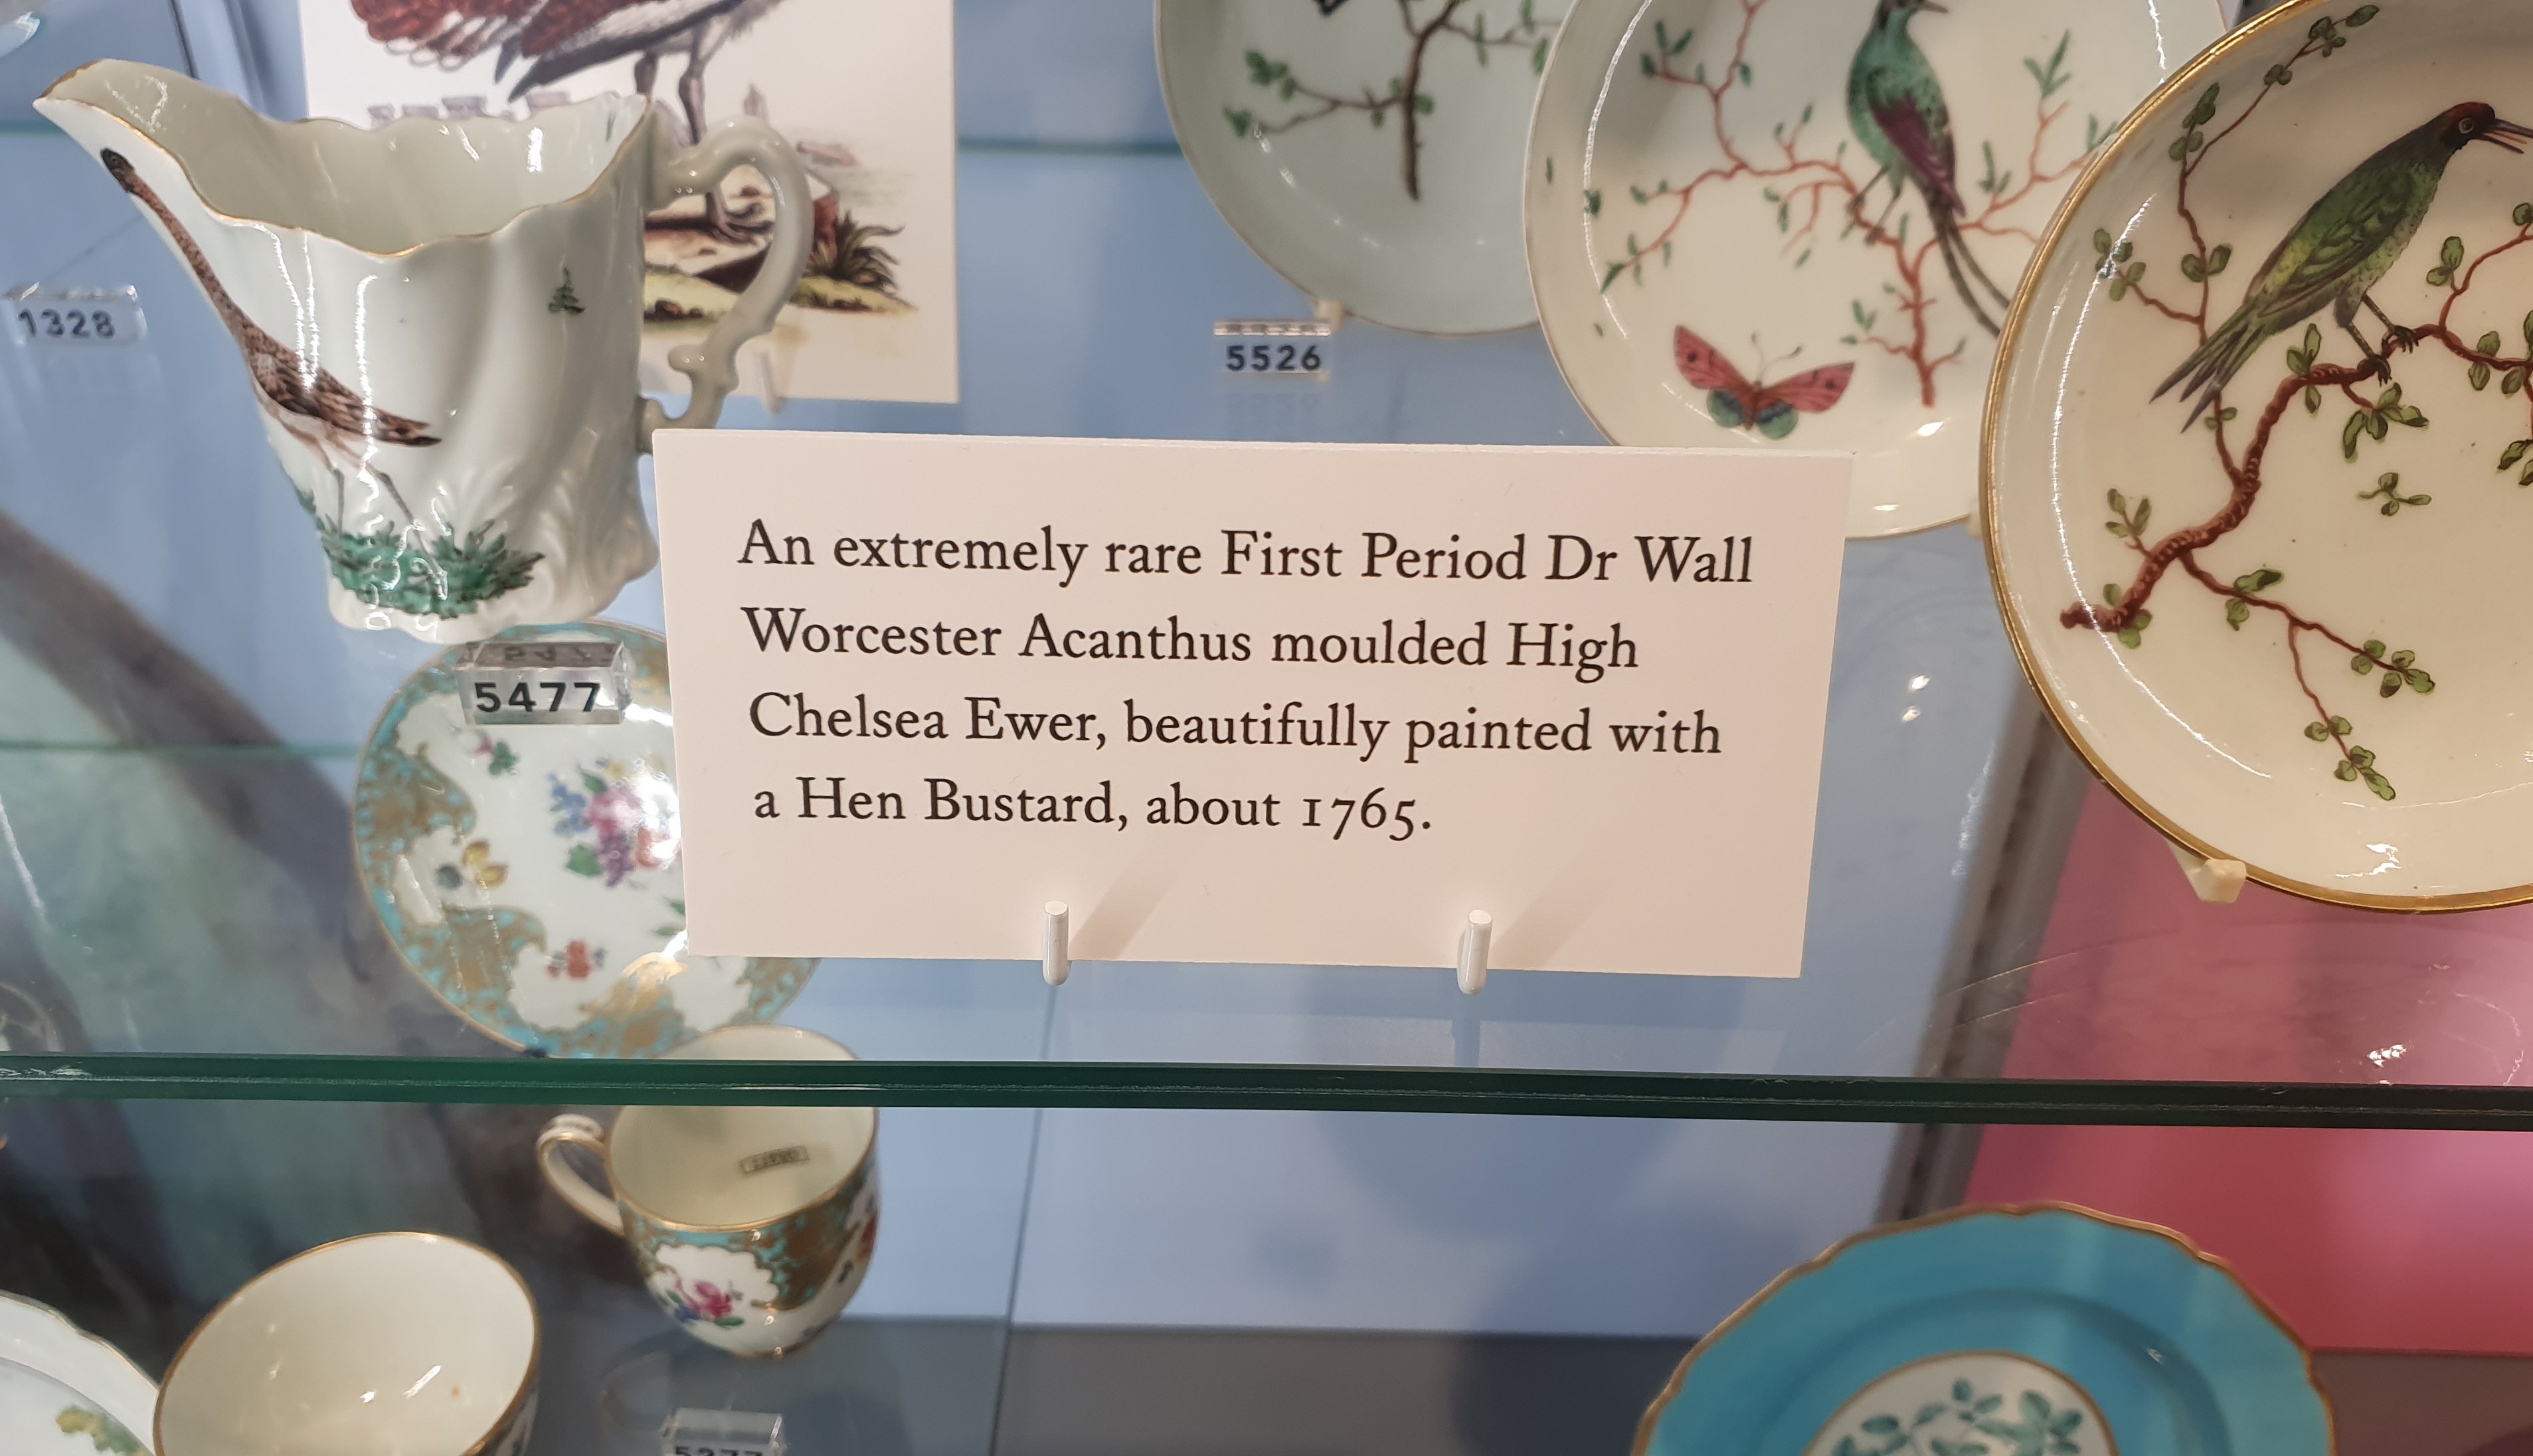 1328
5526
An extremely rare First Period Dr Wall
Worcester Acanthus moulded High
Chelsea Ewer, beautifully painted with
a Hen Bustard, about 1765.
5477